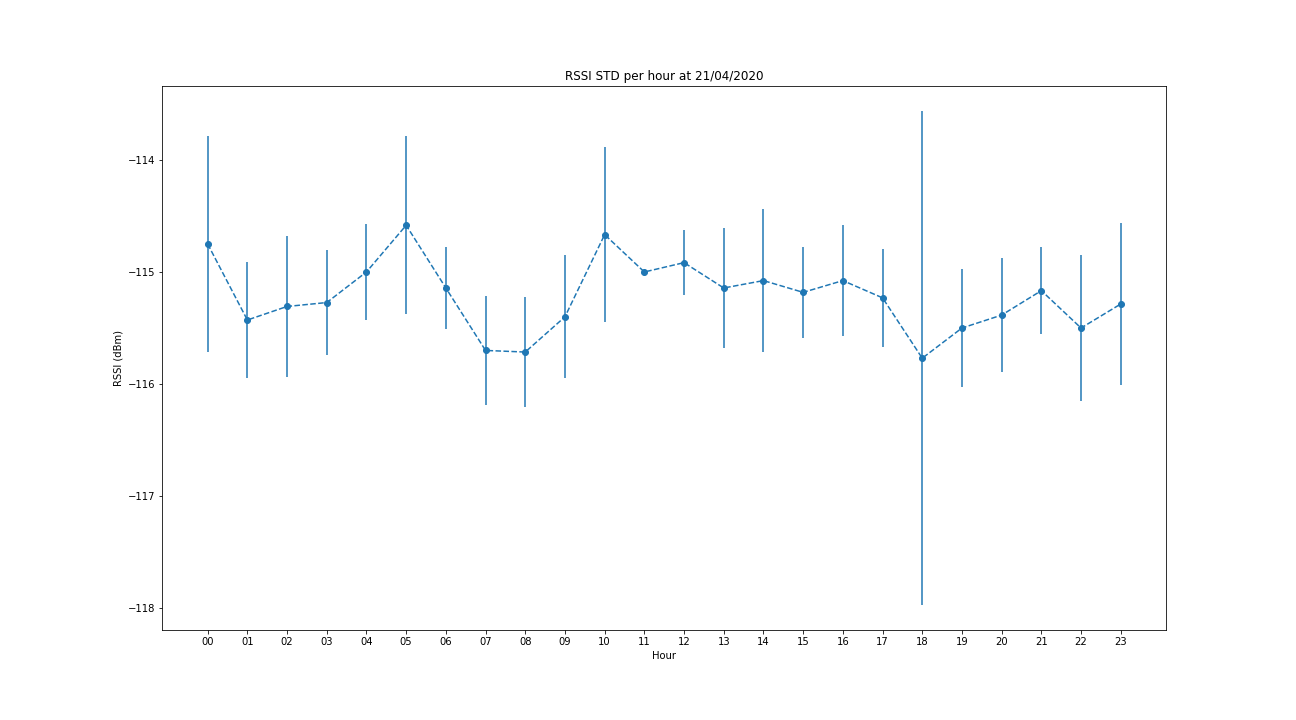 RSSI STD per hour at 21/04/2020
−114
−115
−116
−117
−118
RSSI (dBm)
00 01 02 03 04 05 06 07 08 09 10 11 12 13 14 15 16 17 18 19 20 21 22 23
Hour